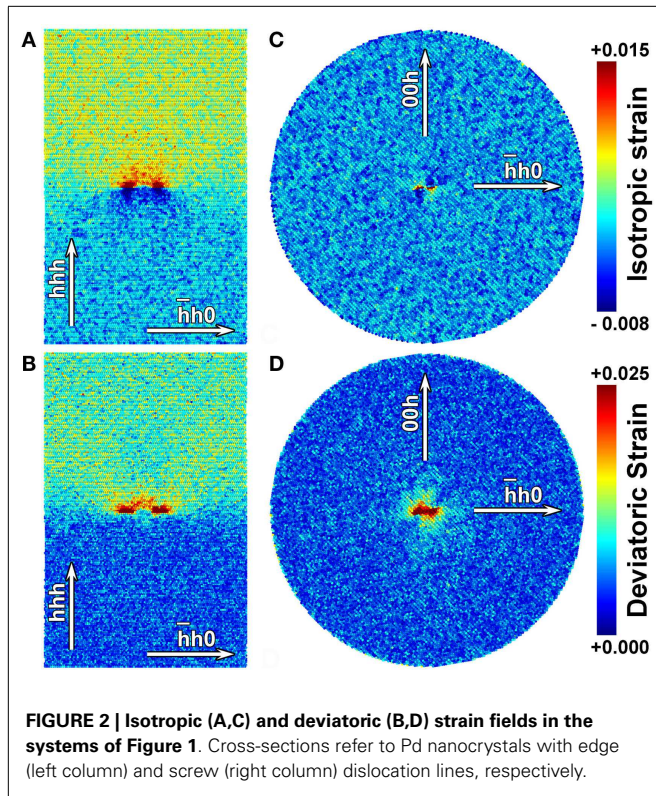 A
C
+0.015
hhh
h̄h0
00h
h̄h0
Isotropic strain
- 0.008
B
D
+0.025
hhh
h̄h0
00h
h̄h0
Deviatoric Strain
+0.000
FIGURE 2 | Isotropic (A,C) and deviatoric (B,D) strain fields in the
systems of Figure 1. Cross-sections refer to Pd nanocrystals with edge
(left column) and screw (right column) dislocation lines, respectively.